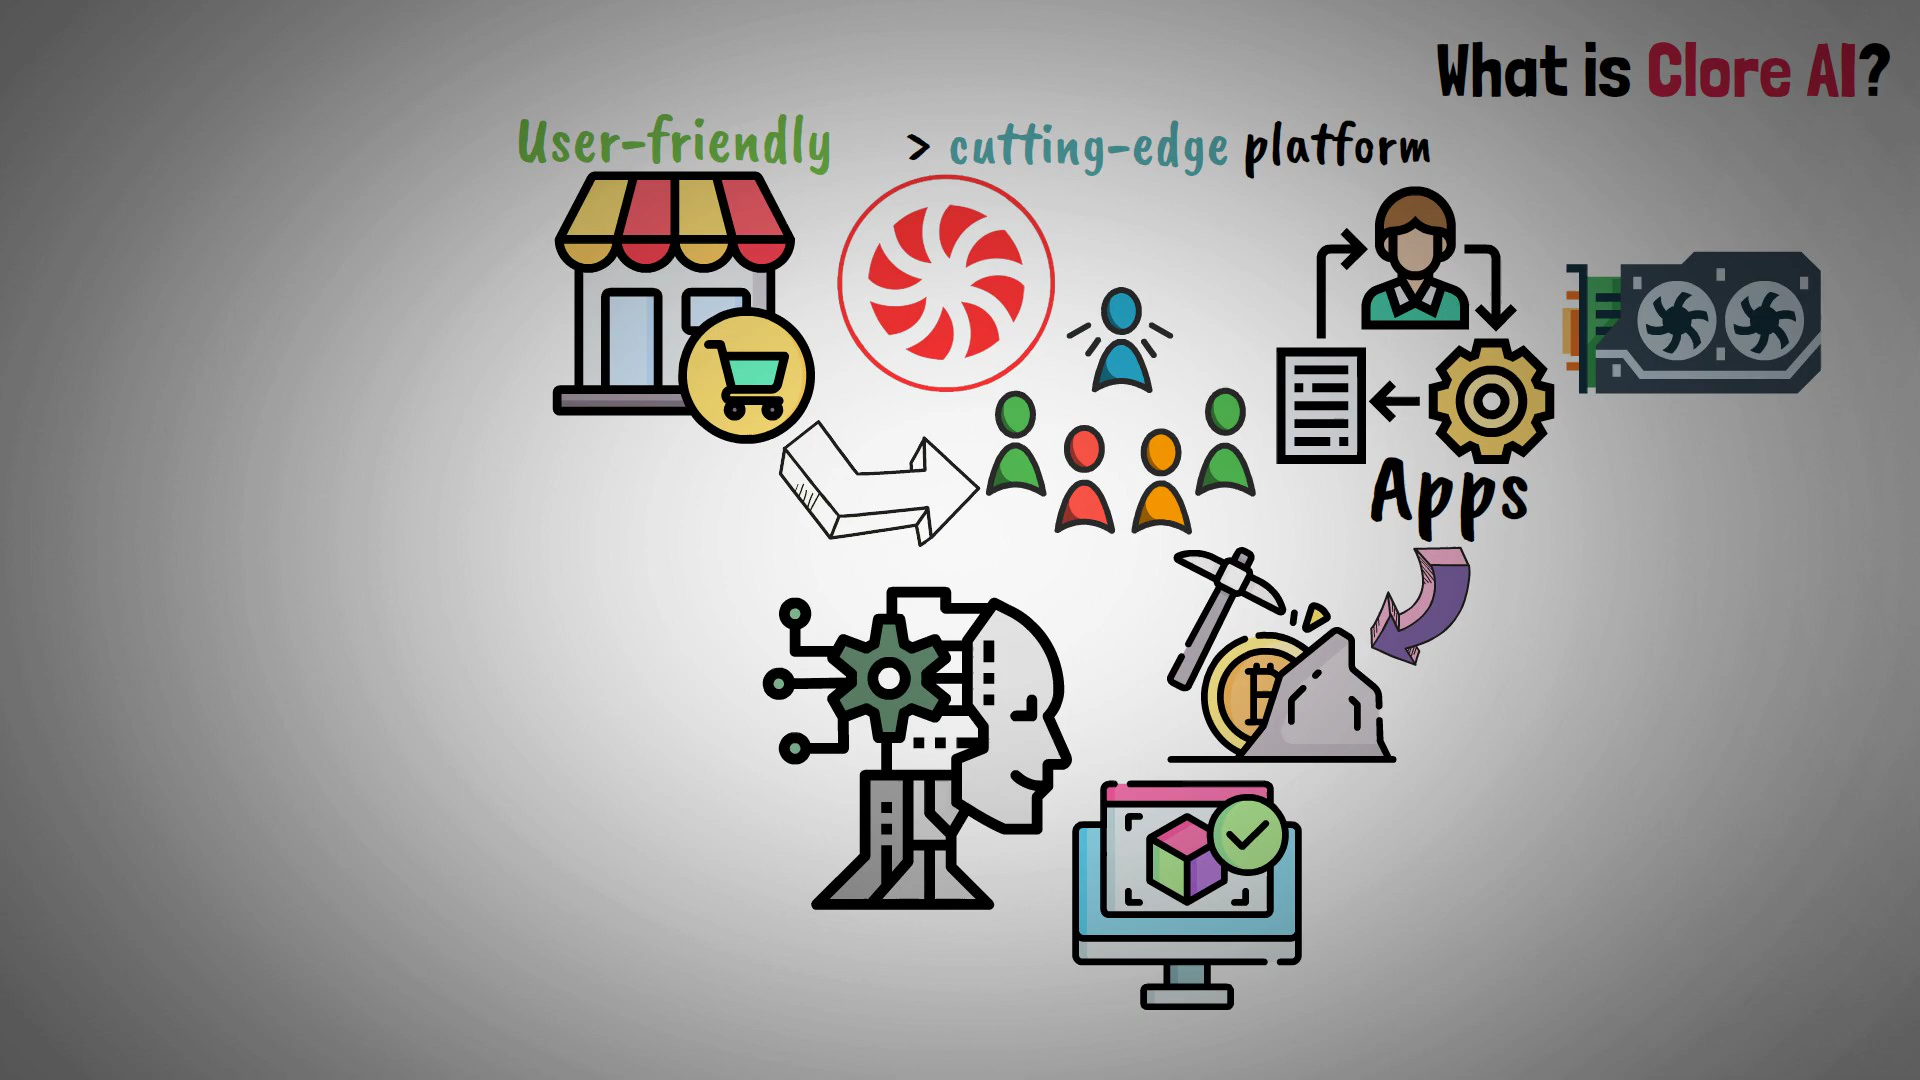 What is Clore AI?
User-friendly > cutting-edge platform
Apps